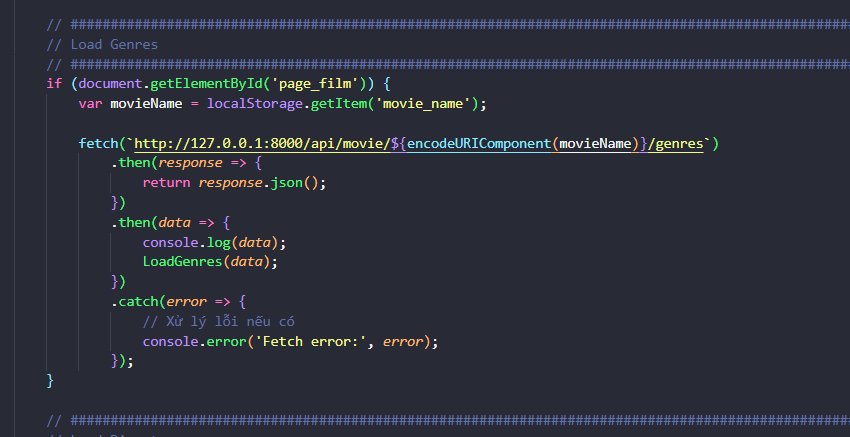 // ##################################################################################################
// Load Genres
// ##################################################################################################
if (document.getElementById('page_film')) {
var movieName = localStorage.getItem('movie_name');
fetch(`http://127.0.0.1:8000/api/movie/${encodeURIComponent(movieName)}/genres`)
.then(response => {
return response.json();
})
.then(data => {
console.log(data);
LoadGenres(data);
})
.catch(error => {
// Xử lý lỗi nếu có
console.error('Fetch error:', error);
});
}
// ##################################################################################################